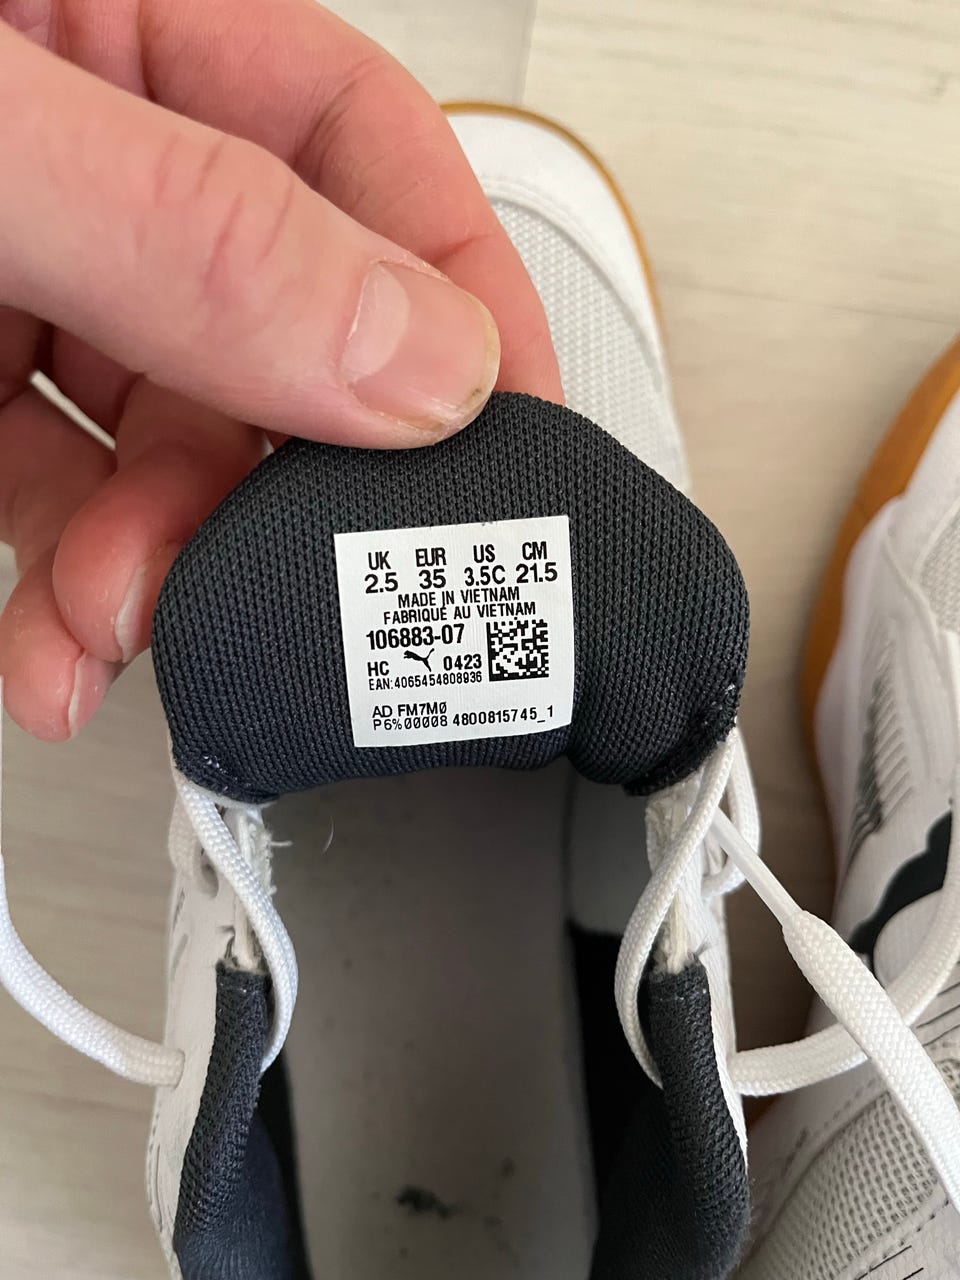 UK EUR US CM
2.5 35 3.5C 21.5
MADE IN VIETNAM
FABRIQUÉ AU VIETNAM
106883-07
HC 0423
EAN:4065454808936
AD FM7M0
P6%00008 4800815745_1